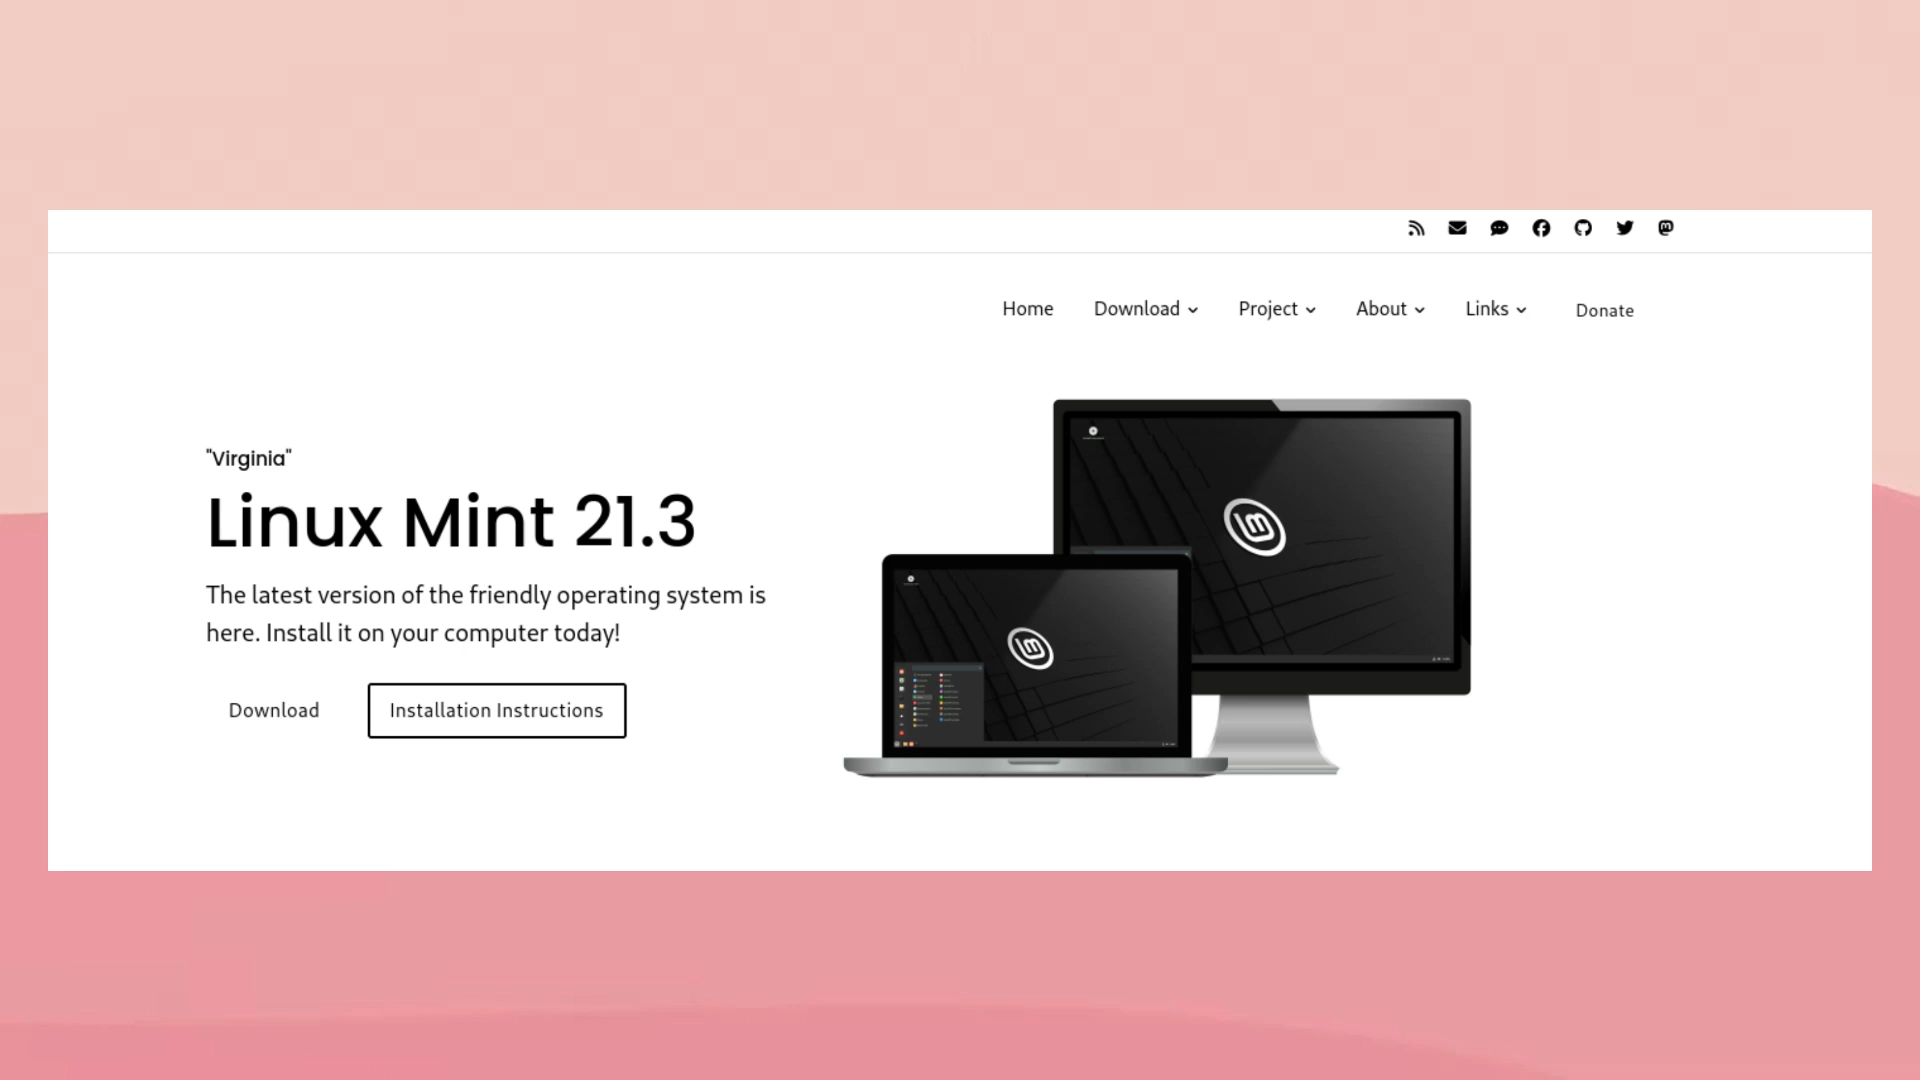 Home Download Project About Links Donate
"Virginia"
Linux Mint 21.3
The latest version of the friendly operating system is
here. Install it on your computer today!
Download Installation Instructions